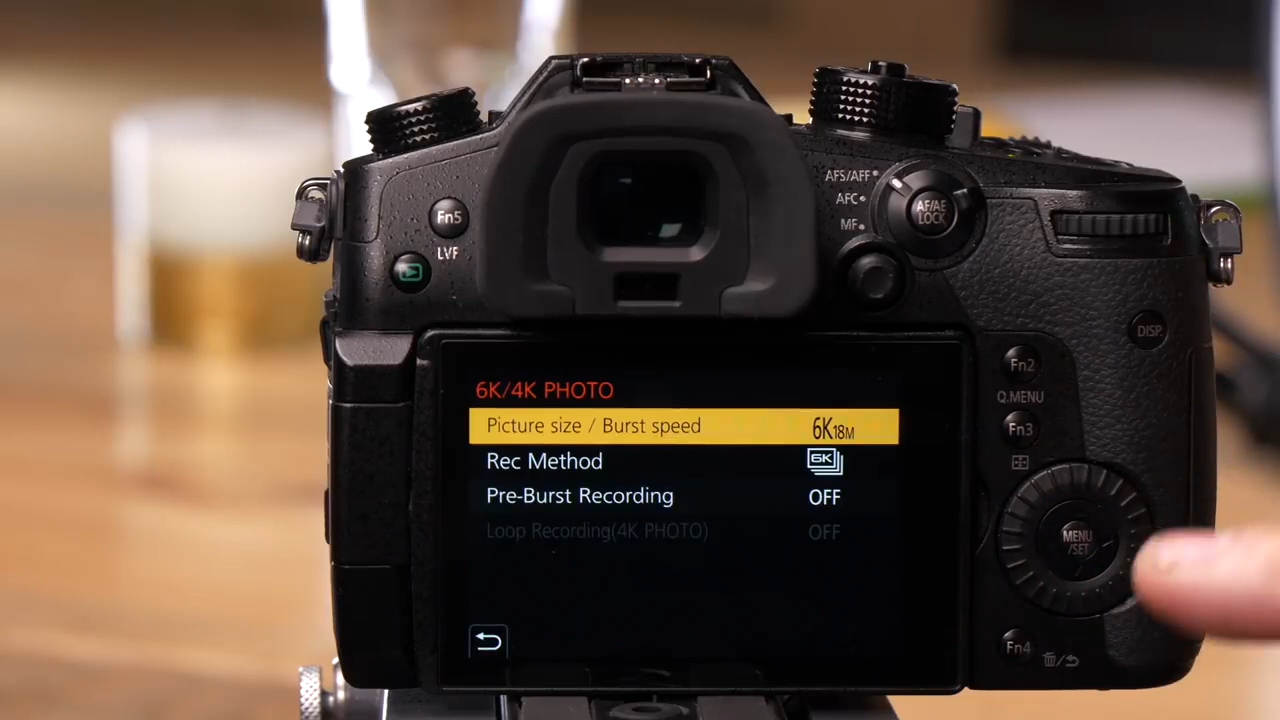 AFS/AFF
AFC
MF
AF/AE
LOCK
Fn5
LVF
DISP.
Fn2
Q.MENU
Fn3
6K/4K PHOTO
Picture size / Burst speed 6K18M
Rec Method 6K
Pre-Burst Recording OFF
Loop Recording(4K PHOTO) OFF
MENU
/SET
Fn4